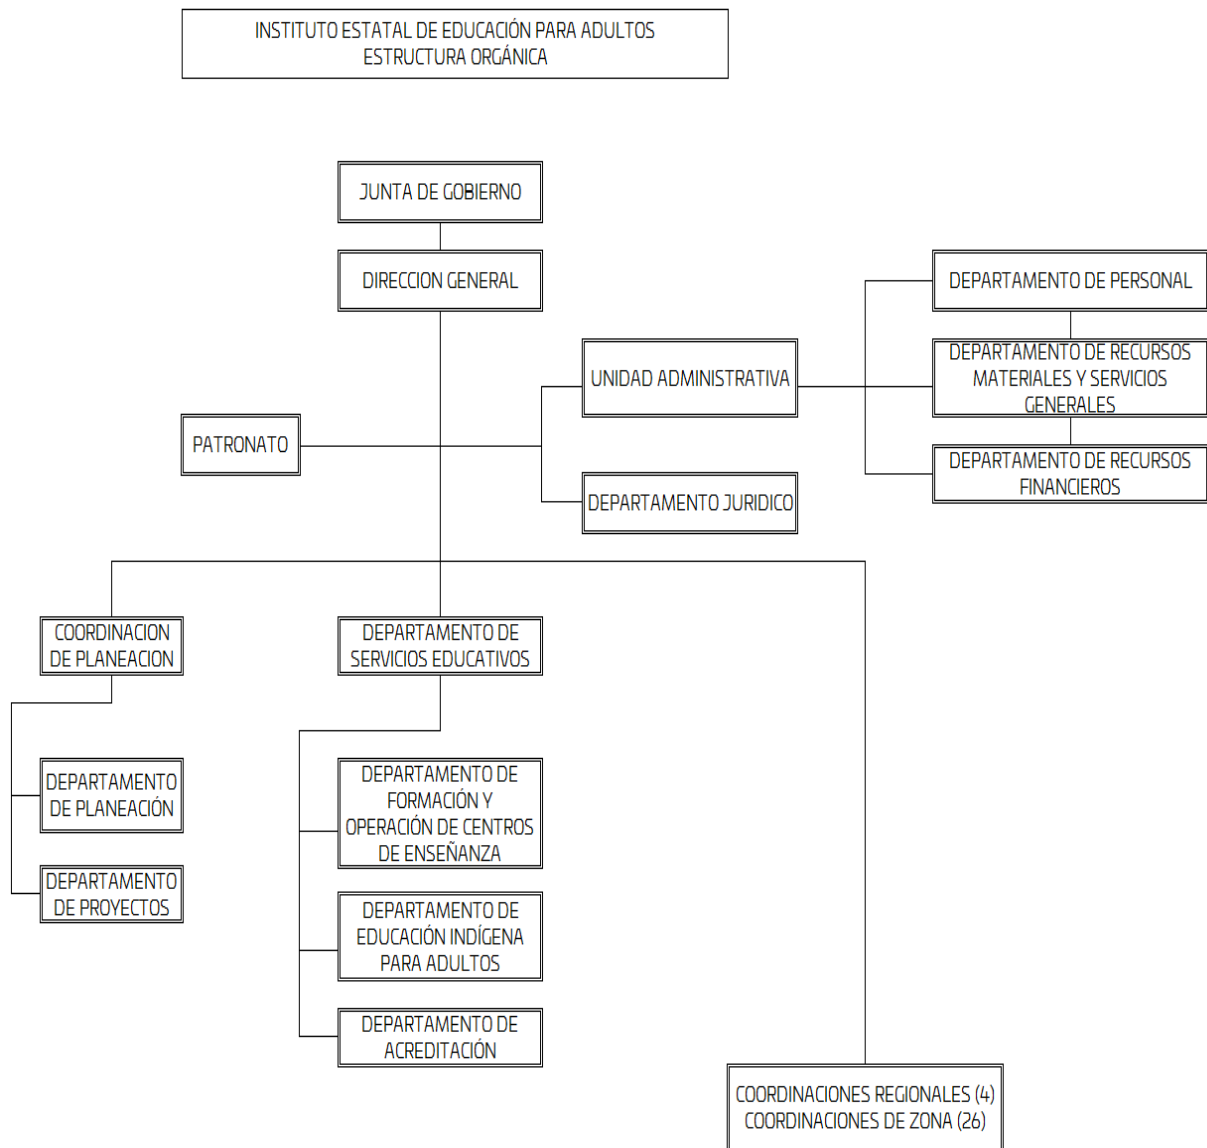 INSTITUTO ESTATAL DE EDUCACIÓN PARA ADULTOS
ESTRUCTURA ORGÁNICA
JUNTA DE GOBIERNO
DIRECCION GENERAL
DEPARTAMENTO DE PERSONAL
UNIDAD ADMINISTRATIVA
DEPARTAMENTO DE RECURSOS
MATERIALES Y SERVICIOS
GENERALES
PATRONATO
DEPARTAMENTO DE RECURSOS
FINANCIEROS
DEPARTAMENTO JURIDICO
COORDINACION
DE PLANEACION
DEPARTAMENTO DE
SERVICIOS EDUCATIVOS
DEPARTAMENTO
DE PLANEACIÓN
DEPARTAMENTO
DE PROYECTOS
DEPARTAMENTO DE
FORMACIÓN Y
OPERACIÓN DE CENTROS
DE ENSEÑANZA
DEPARTAMENTO DE
EDUCACIÓN INDÍGENA
PARA ADULTOS
DEPARTAMENTO DE
ACREDITACIÓN
COORDINACIONES REGIONALES (4)
COORDINACIONES DE ZONA (26)